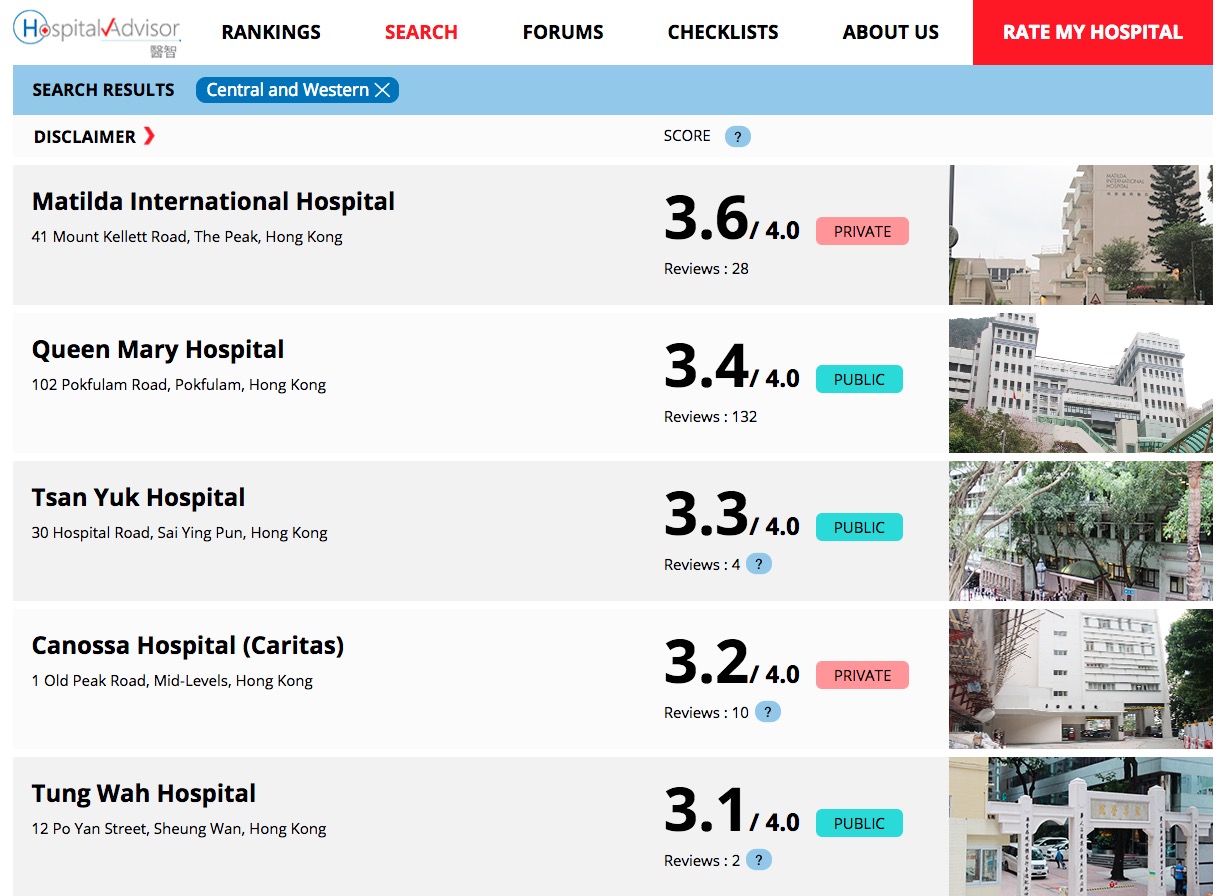 HospitalAdvisor
醫智
RANKINGS
SEARCH
FORUMS
CHECKLISTS
ABOUT US
RATE MY HOSPITAL
SEARCH RESULTS
Central and Western
DISCLAIMER
SCORE ?
Matilda International Hospital
41 Mount Kellett Road, The Peak, Hong Kong
3.6/ 4.0
PRIVATE
Reviews : 28
MATILDA
INTERNATIONAL
HOSPITAL
Queen Mary Hospital
102 Pokfulam Road, Pokfulam, Hong Kong
3.4/ 4.0
PUBLIC
Reviews : 132
Tsan Yuk Hospital
30 Hospital Road, Sai Ying Pun, Hong Kong
3.3/ 4.0
PUBLIC
Reviews : 4 ?
Canossa Hospital (Caritas)
1 Old Peak Road, Mid-Levels, Hong Kong
3.2/ 4.0
PRIVATE
Reviews : 10 ?
Tung Wah Hospital
12 Po Yan Street, Sheung Wan, Hong Kong
3.1/ 4.0
PUBLIC
Reviews : 2 ?